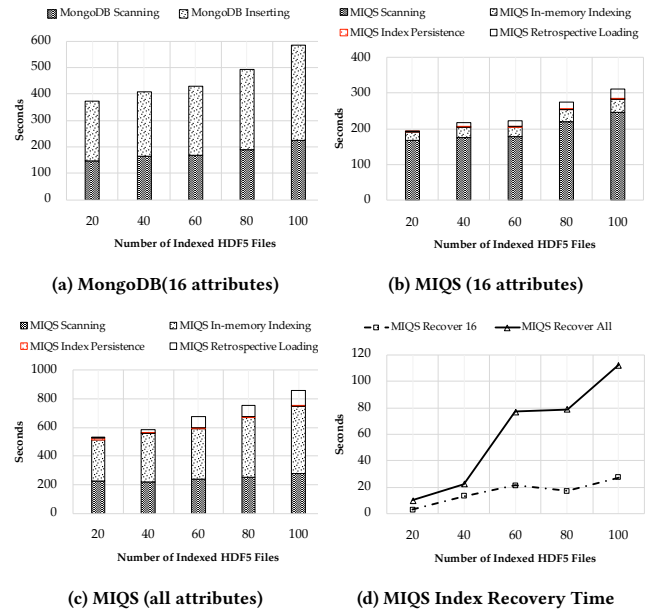 MongoDB Scanning MongoDB Inserting
600
500
400
300
200
100
0
Seconds
20 40 60 80 100
Number of Indexed HDF5 Files
(a) MongoDB(16 attributes)
MIQS Scanning MIQS In-memory Indexing
MIQS Index Persistence MIQS Retrospective Loading
400
300
200
100
0
Seconds
20 40 60 80 100
Number of Indexed HDF5 Files
(b) MIQS (16 attributes)
MIQS Scanning MIQS In-memory Indexing
MIQS Index Persistence MIQS Retrospective Loading
1000
800
600
400
200
0
Seconds
20 40 60 80 100
Number of Indexed HDF5 Files
(c) MIQS (all attributes)
MIQS Recover 16 MIQS Recover All
120
100
80
60
40
20
0
Seconds
20 40 60 80 100
Number of Indexed HDF5 Files
(d) MIQS Index Recovery Time